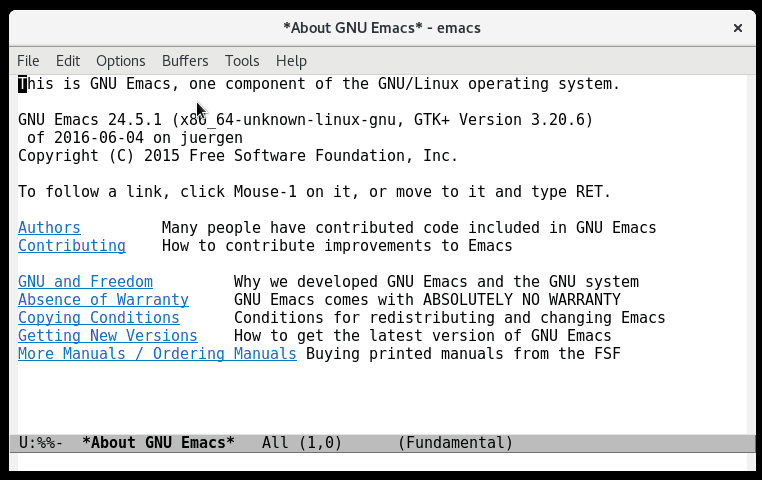 *About GNU Emacs* - emacs
File Edit Options Buffers Tools Help
This is GNU Emacs, one component of the GNU/Linux operating system.
GNU Emacs 24.5.1 (x86_64-unknown-linux-gnu, GTK+ Version 3.20.6)
of 2016-06-04 on juergen
Copyright (C) 2015 Free Software Foundation, Inc.
To follow a link, click Mouse-1 on it, or move to it and type RET.
Authors Many people have contributed code included in GNU Emacs
Contributing How to contribute improvements to Emacs
GNU and Freedom Why we developed GNU Emacs and the GNU system
Absence of Warranty GNU Emacs comes with ABSOLUTELY NO WARRANTY
Copying Conditions Conditions for redistributing and changing Emacs
Getting New Versions How to get the latest version of GNU Emacs
More Manuals / Ordering Manuals Buying printed manuals from the FSF
U:%%- *About GNU Emacs* All (1,0) (Fundamental)